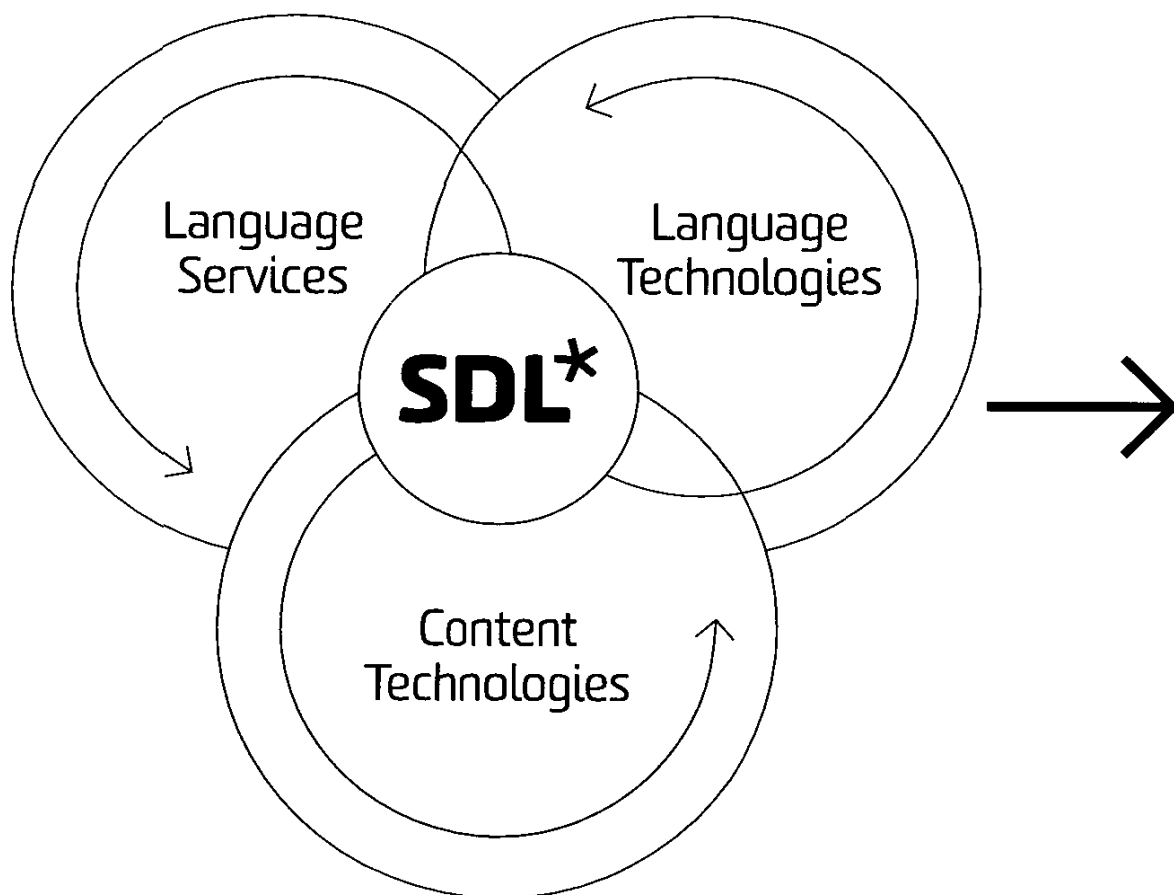 Language
Services
Language
Technologies
SDL*
Content
Technologies